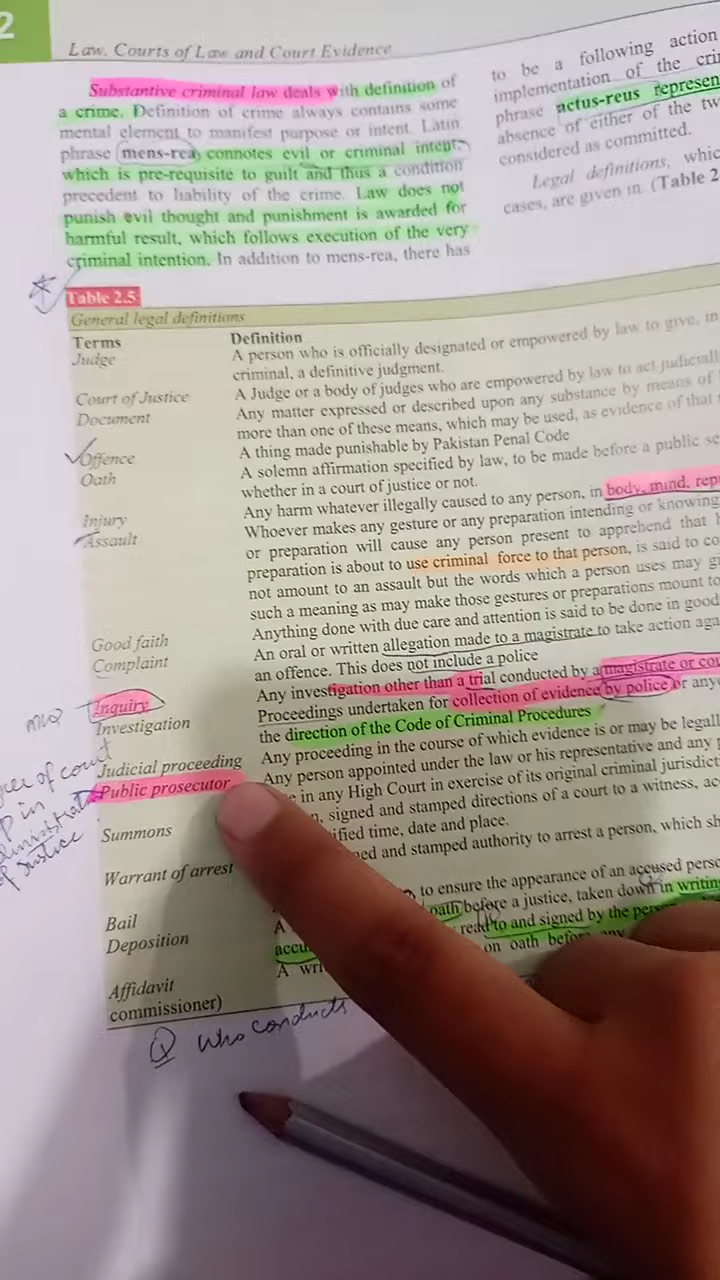 2
Law, Courts of Law and Court Evidence
Substantive criminal law deals with definition of
a crime. Definition of crime always contains some
mental element to manifest purpose or intent. Latin
phrase mens-rea connotes evil or criminal intent,
which is pre-requisite to guilt and thus a condition
precedent to liability of the crime. Law does not
punish evil thought and punishment is awarded for
harmful result, which follows execution of the very
criminal intention. In addition to mens-rea, there has
to be a following action
implementation of the
phrase actus-reus
absence of either of the
considered as committed.
Legal definitions,
cases, are given in. (Table
Table 2.5
General legal definitions
Terms Definition
Judge A person who is officially designated or empowered by law to give, in
criminal, a definitive judgment.
Court of Justice A Judge or a body of judges who are empowered by law to act
Document Any matter expressed or described upon any substance by means of
more than one of these means, which may be used, as evidence of that
Offence A thing made punishable by Pakistan Penal Code
Oath A solemn affirmation specified by law, to be made before a public
whether in a court of justice or not.
Injury Any harm whatever illegally caused to any person, in body, mind,
Assault Whoever makes any gesture or any preparation intending or knowing
or preparation will cause any person present to apprehend that
preparation is about to use criminal force to that person, is said to
not amount to an assault but the words which a person uses may
such a meaning as may make those gestures or preparations mount to
Good faith Anything done with due care and attention is said to be done in good
Complaint An oral or written allegation made to a magistrate to take action
an offence. This does not include a police
Inquiry Any investigation other than a trial conducted by a magistrate or
Investigation Proceedings undertaken for collection of evidence by police or
the direction of the Code of Criminal Procedures
Judicial proceeding Any proceeding in the course of which evidence is or may be
Public prosecutor Any person appointed under the law or his representative and any
in any High Court in exercise of its original criminal
Summons signed and stamped directions of a court to a witness,
time, date and place.
Warrant of arrest and stamped authority to arrest a person, which
Bail to ensure the appearance of an accused
Deposition A oath before a justice, taken down in writing
read to and signed by the
Affidavit A on oath before any
commissioner)
of court
in
of justice
Q who conducts